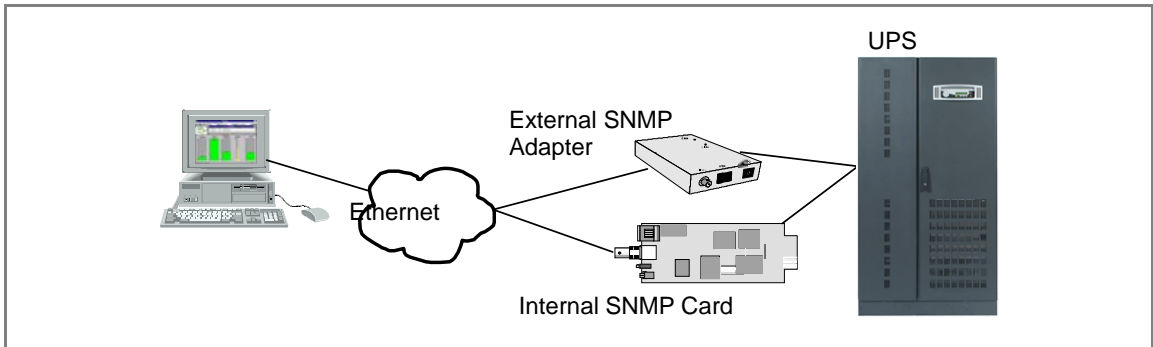 UPS
External SNMP
Adapter
Ethernet
Internal SNMP Card